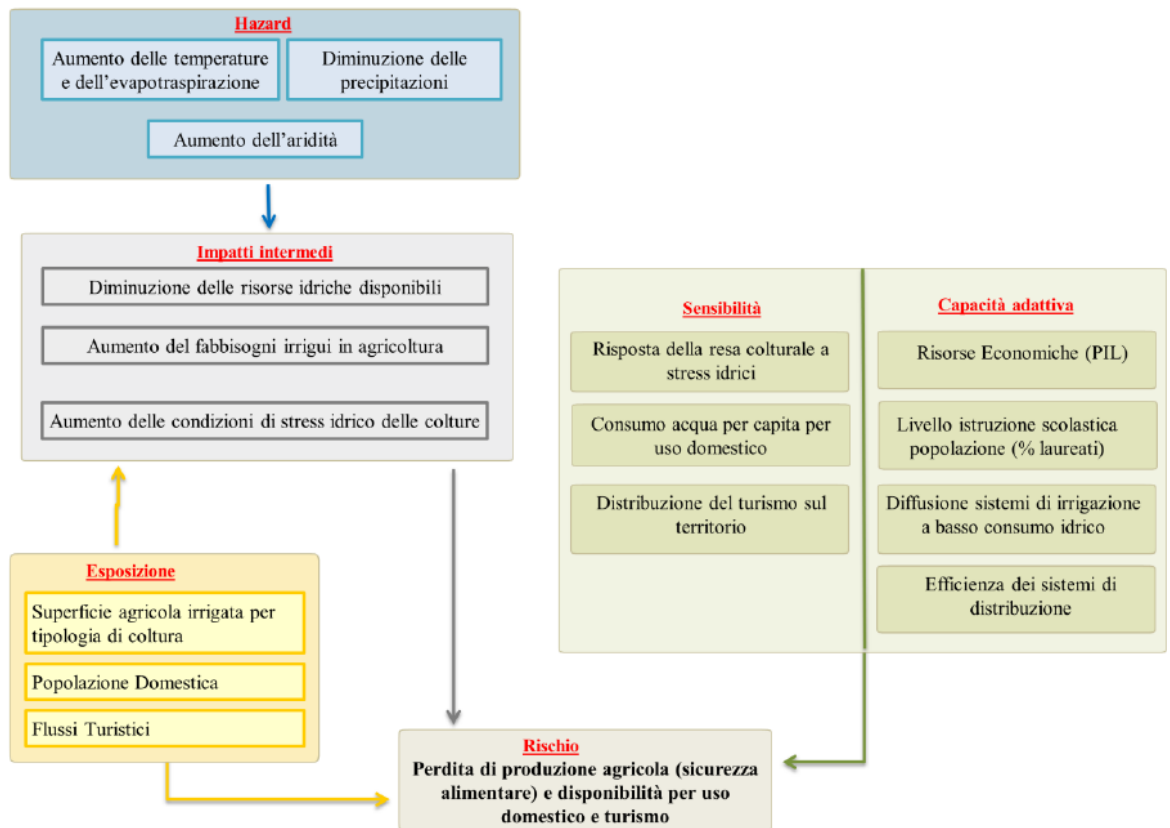 Hazard
Aumento delle temperature
e dell'evapotraspirazione
Diminuzione delle
precipitazioni
Aumento dell'aridità
Impatti intermedi
Diminuzione delle risorse idriche disponibili
Aumento del fabbisogni irrigui in agricoltura
Aumento delle condizioni di stress idrico delle colture
Esposizione
Superficie agricola irrigata per
tipologia di coltura
Popolazione Domestica
Flussi Turistici
Sensibilità
Risposta della resa colturale a
stress idrici
Consumo acqua per capita per
uso domestico
Distribuzione del turismo sul
territorio
Capacità adattiva
Risorse Economiche (PIL)
Livello istruzione scolastica
popolazione (% laureati)
Diffusione sistemi di irrigazione
a basso consumo idrico
Efficienza dei sistemi di
distribuzione
Rischio
Perdita di produzione agricola (sicurezza
alimentare) e disponibilità per uso
domestico e turismo